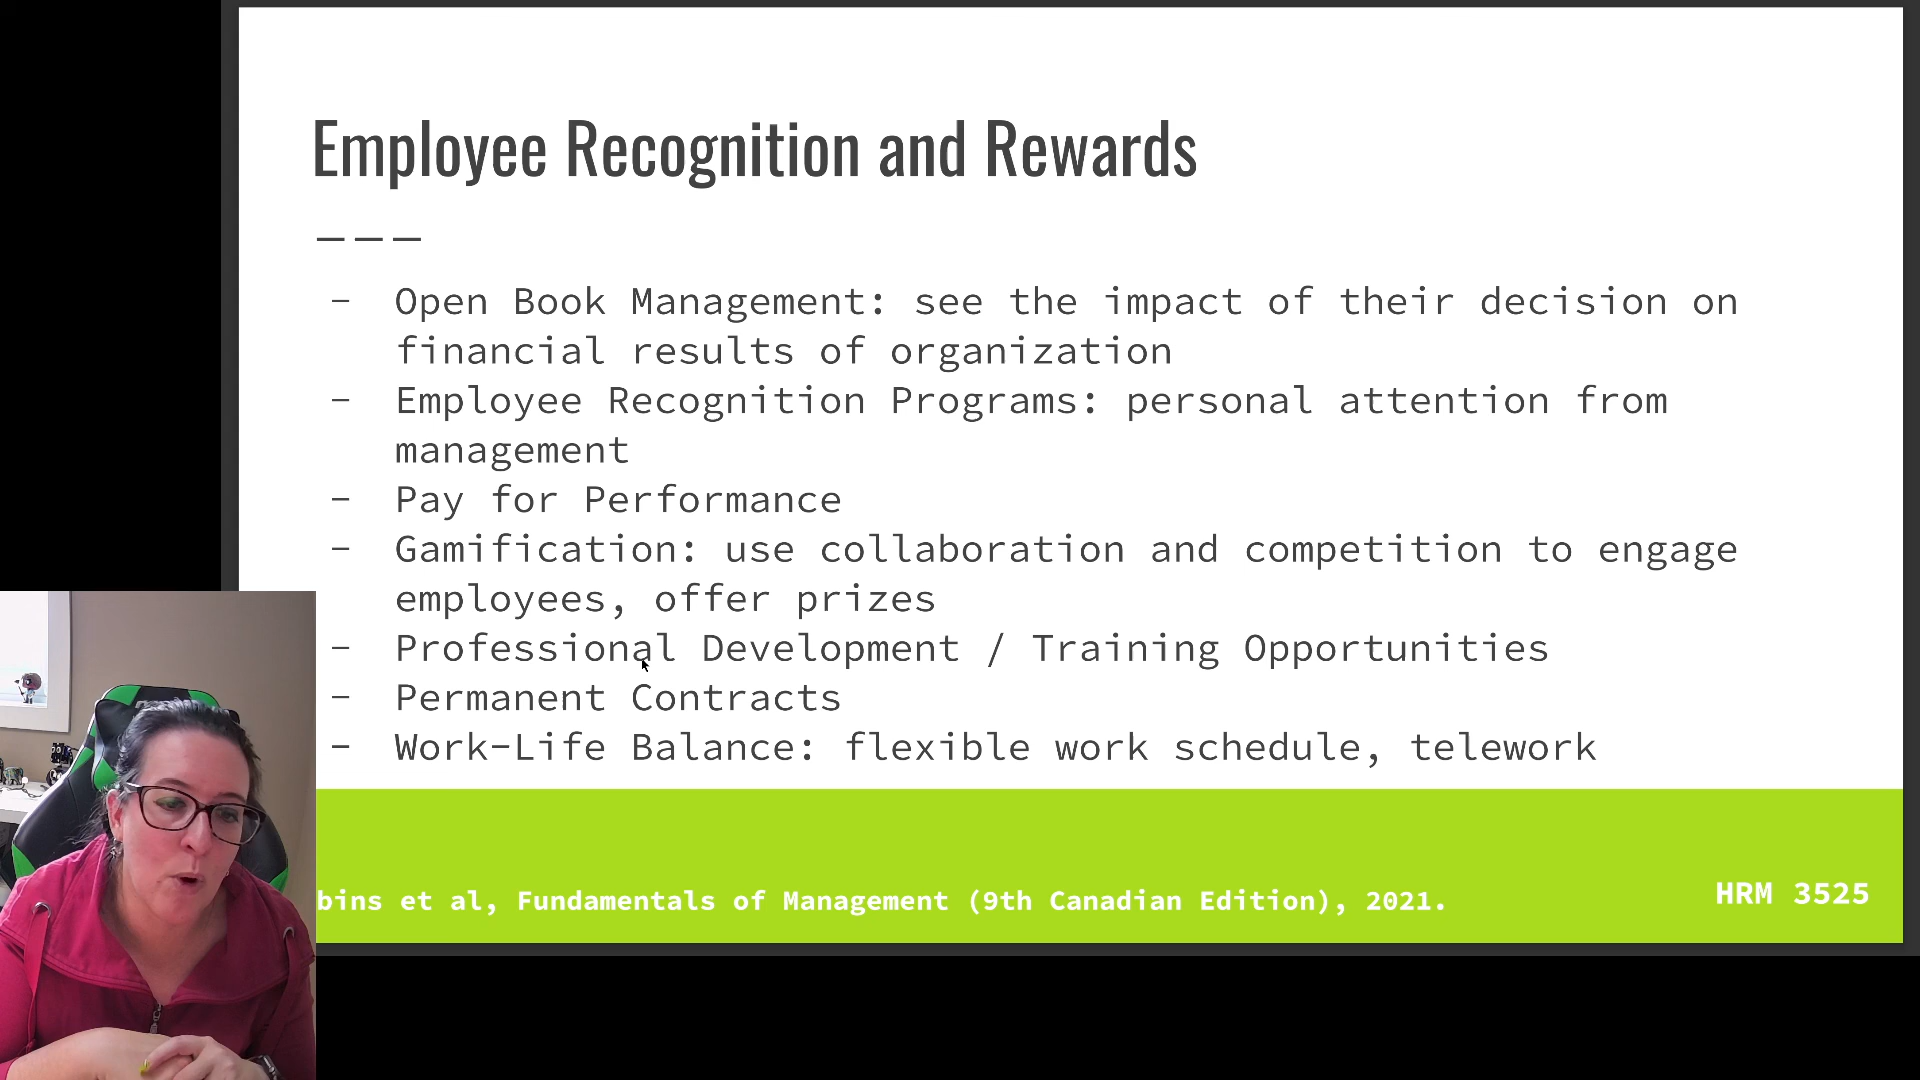 Employee Recognition and Rewards
- Open Book Management: see the impact of their decision on
financial results of organization
- Employee Recognition Programs: personal attention from
management
- Pay for Performance
- Gamification: use collaboration and competition to engage
employees, offer prizes
- Professional Development / Training Opportunities
- Permanent Contracts
- Work-Life Balance: flexible work schedule, telework
bins et al, Fundamentals of Management (9th Canadian Edition), 2021.
HRM 3525